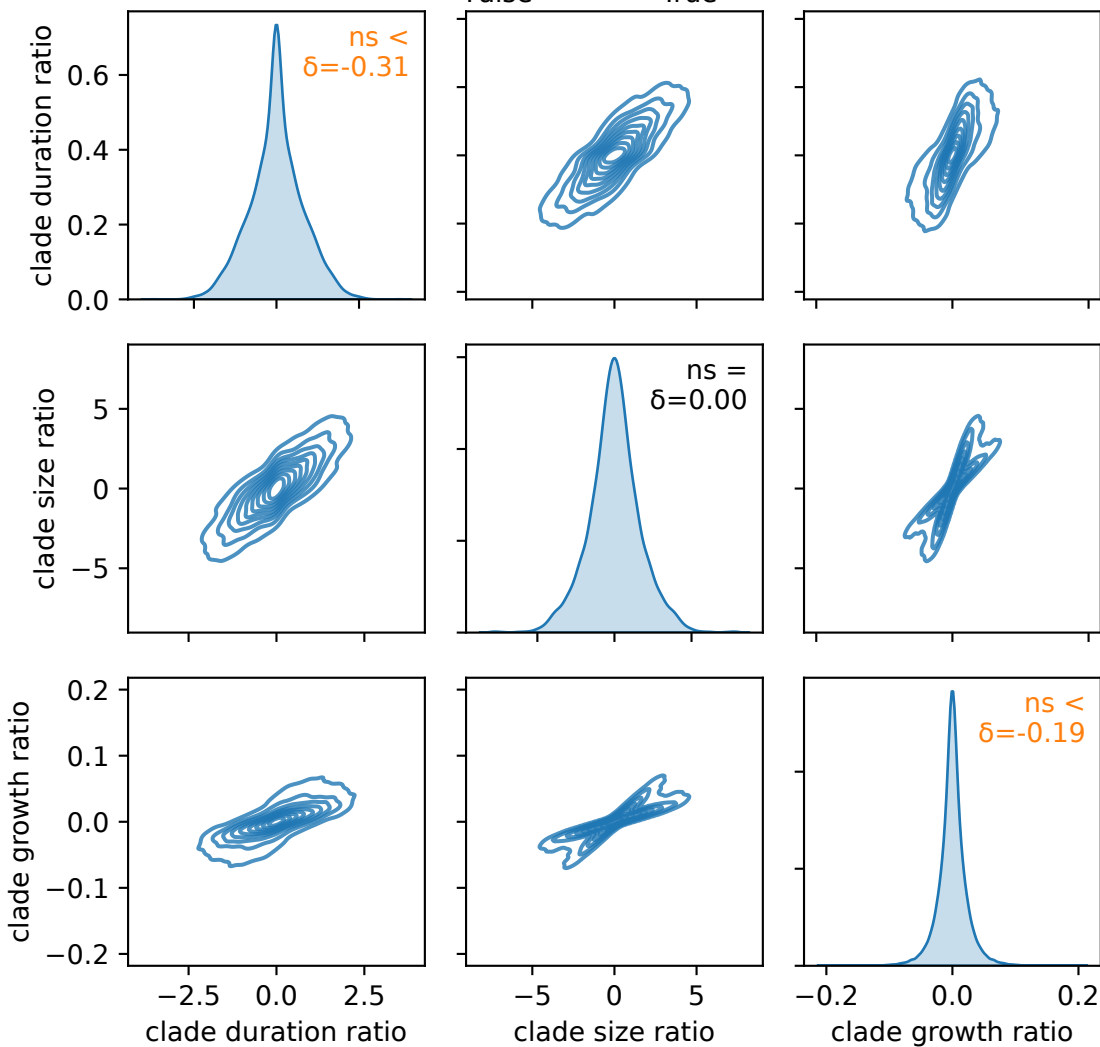 clade duration ratio
0.6
0.4
0.2
0.0
ns <
δ=-0.31
clade size ratio
5
0
−5
ns =
δ=0.00
clade growth ratio
0.2
0.1
0.0
−0.1
−0.2
ns <
δ=-0.19
−2.5 0.0 2.5
−5 0 5
−0.2 0.0 0.2
clade duration ratio
clade size ratio
clade growth ratio